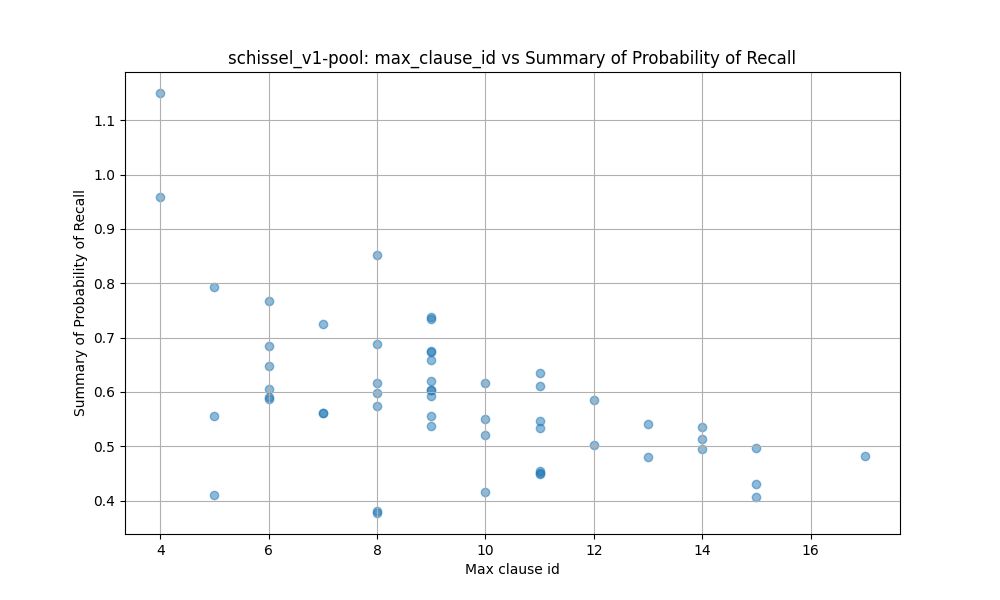 schissel_v1-pool: max_clause_id vs Summary of Probability of Recall
Summary of Probability of Recall
1.1
1.0
0.9
0.8
0.7
0.6
0.5
0.4
4 6 8 10 12 14 16
Max clause id